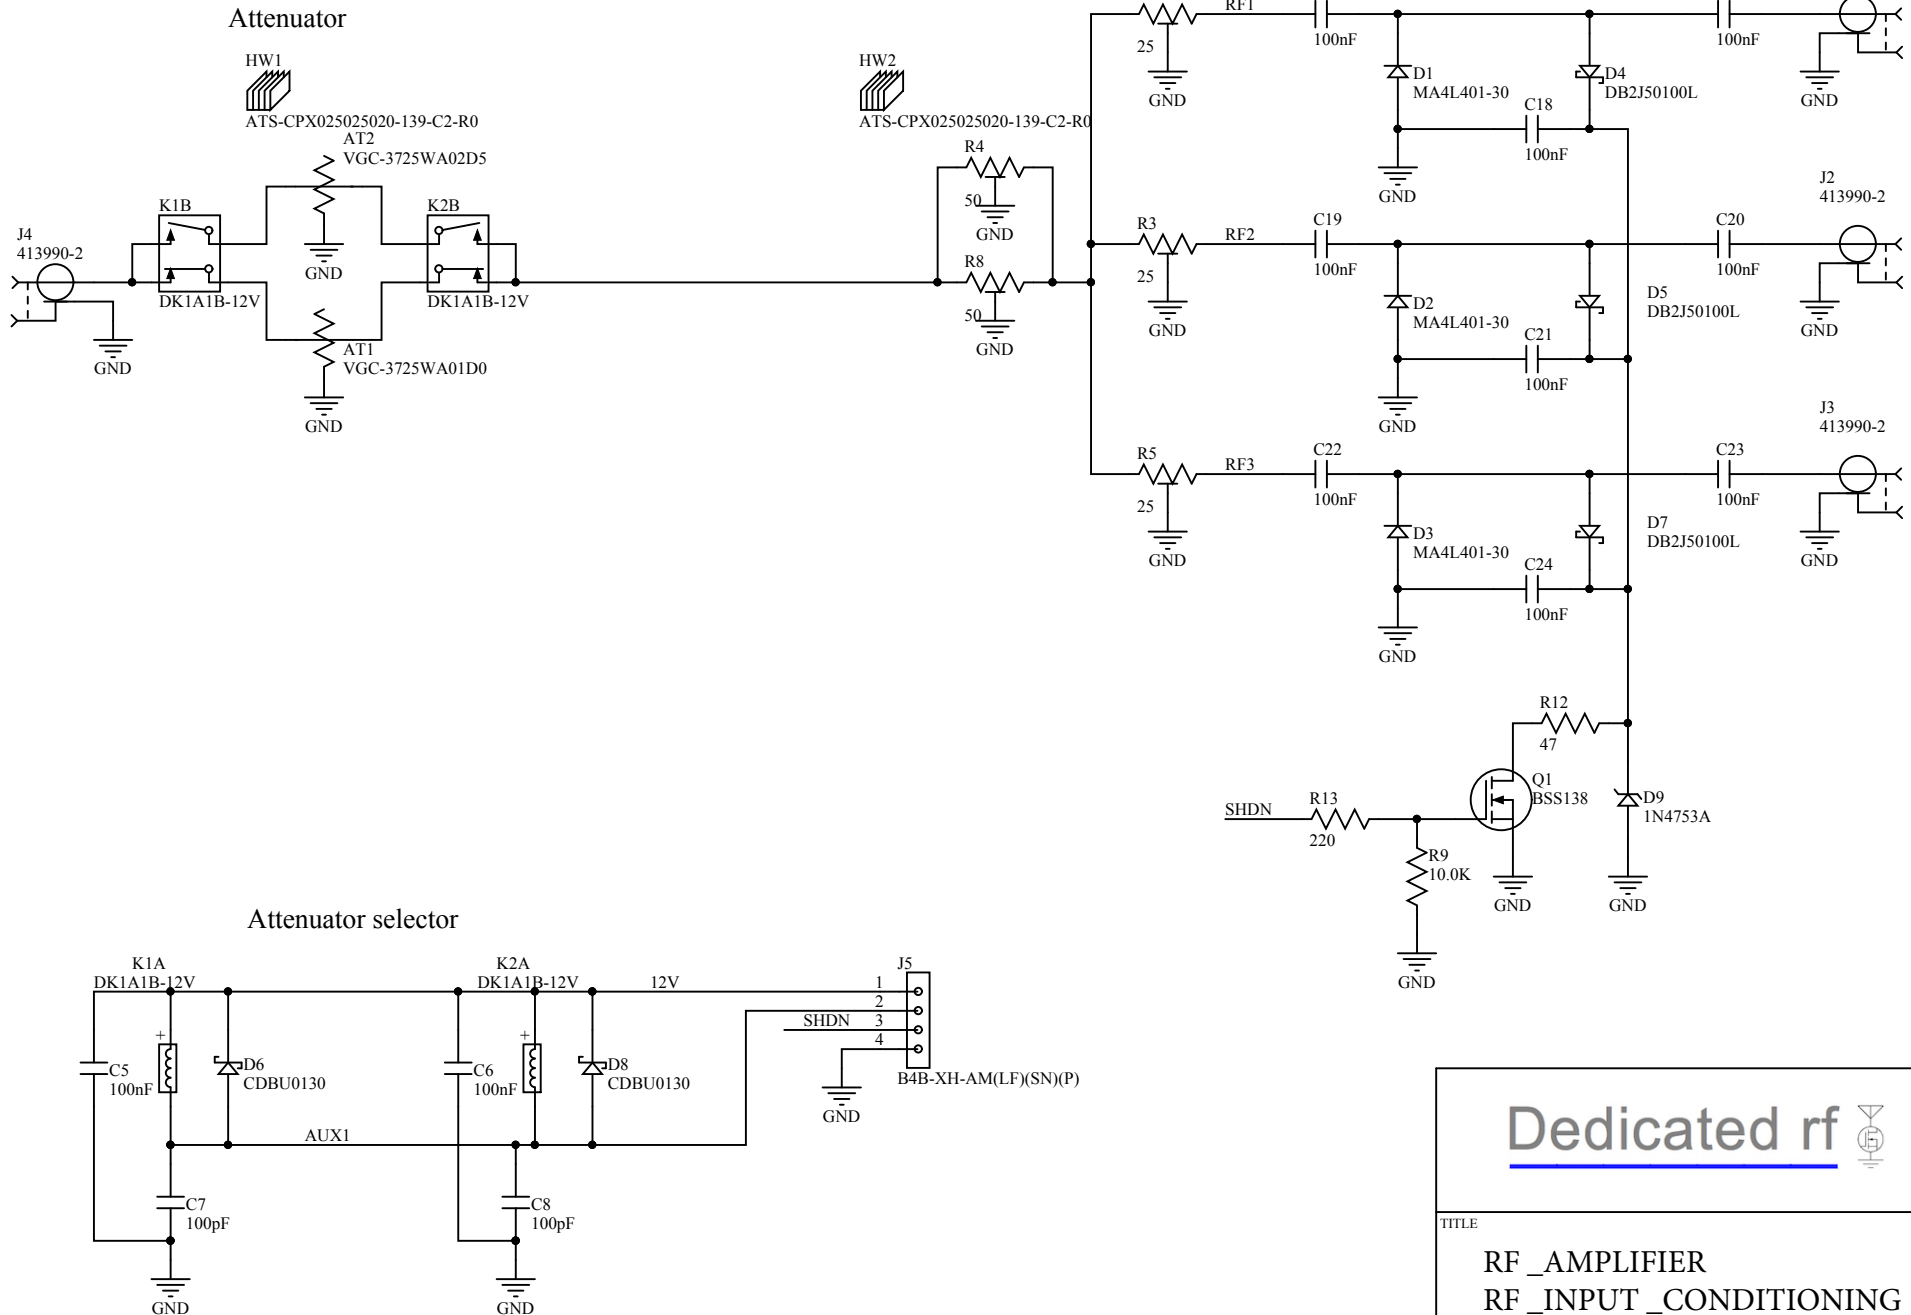 Attenuator
HW1
ATS-CPX025025020-139-C2-R0
AT2
VGC-3725WA02D5
K1B
K2B
J4
413990-2
GND
DK1A1B-12V
DK1A1B-12V
GND
AT1
VGC-3725WA01D0
GND
HW2
ATS-CPX025025020-139-C2-R0
R4
50
GND
R8
50
GND
25
GND
RF1
100nF
D1
MA4L401-30
C18
100nF
GND
D4
DB2J50100L
100nF
GND
R3
25
GND
RF2
C19
100nF
D2
MA4L401-30
C21
100nF
GND
D5
DB2J50100L
C20
100nF
J2
413990-2
GND
R5
25
GND
RF3
C22
100nF
D3
MA4L401-30
C24
100nF
GND
D7
DB2J50100L
C23
100nF
J3
413990-2
GND
R12
47
Q1
BSS138
D9
1N4753A
SHDN
R13
220
R9
10.0K
GND
GND
GND
Attenuator selector
K1A
DK1A1B-12V
K2A
DK1A1B-12V
12V
J5
1
2
SHDN
3
4
+
+
C5
100nF
D6
CDBU0130
C6
100nF
D8
CDBU0130
GND
B4B-XH-AM(LF)(SN)(P)
AUX1
C7
100pF
C8
100pF
GND
GND
Dedicated rf
TITLE
RF _AMPLIFIER
RF _INPUT _CONDITIONING